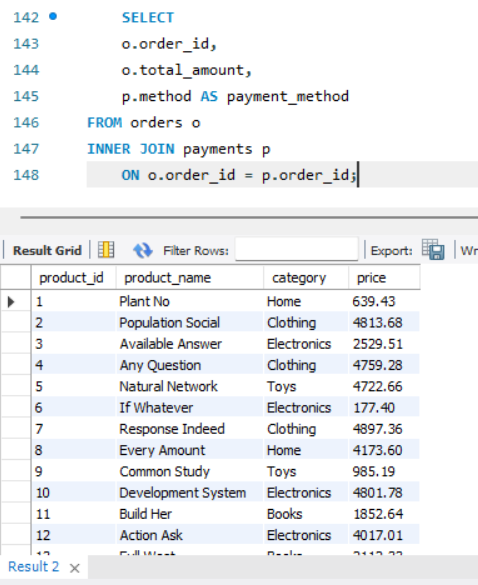 142 SELECT
143 o.order_id,
144 o.total_amount,
145 p.method AS payment_method
146 FROM orders o
147 INNER JOIN payments p
148 ON o.order_id = p.order_id;
Result Grid Filter Rows: Export:
product_id product_name category price
1 Plant No Home 639.43
2 Population Social Clothing 4813.68
3 Available Answer Electronics 2529.51
4 Any Question Clothing 4759.28
5 Natural Network Toys 4722.66
6 If Whatever Electronics 177.40
7 Response Indeed Clothing 4897.36
8 Every Amount Home 4173.60
9 Common Study Toys 985.19
10 Development System Electronics 4801.78
11 Build Her Books 1852.64
12 Action Ask Electronics 4017.01
Result 2